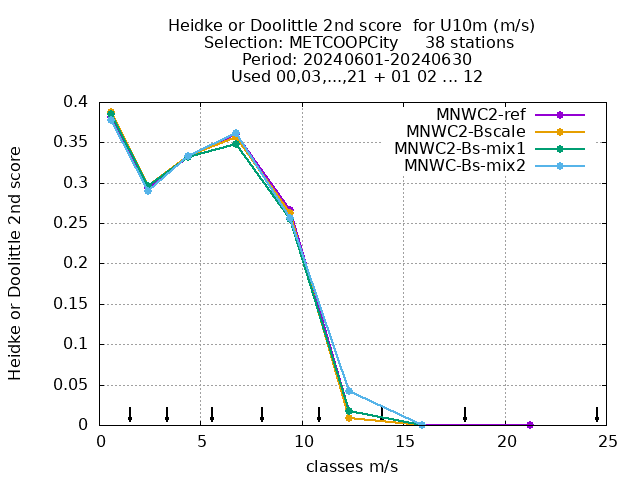 Heidke or Doolittle 2nd score  for U10m (m/s)
Selection: METCOOPCity     38 stations
Period: 20240601-20240630
Used 00,03,...,21 + 01 02 ... 12
MNWC2-ref
MNWC2-Bscale
MNWC2-Bs-mix1
MNWC-Bs-mix2
Heidke or Doolittle 2nd score
0.4
0.35
0.3
0.25
0.2
0.15
0.1
0.05
0
0 5 10 15 20 25
classes m/s